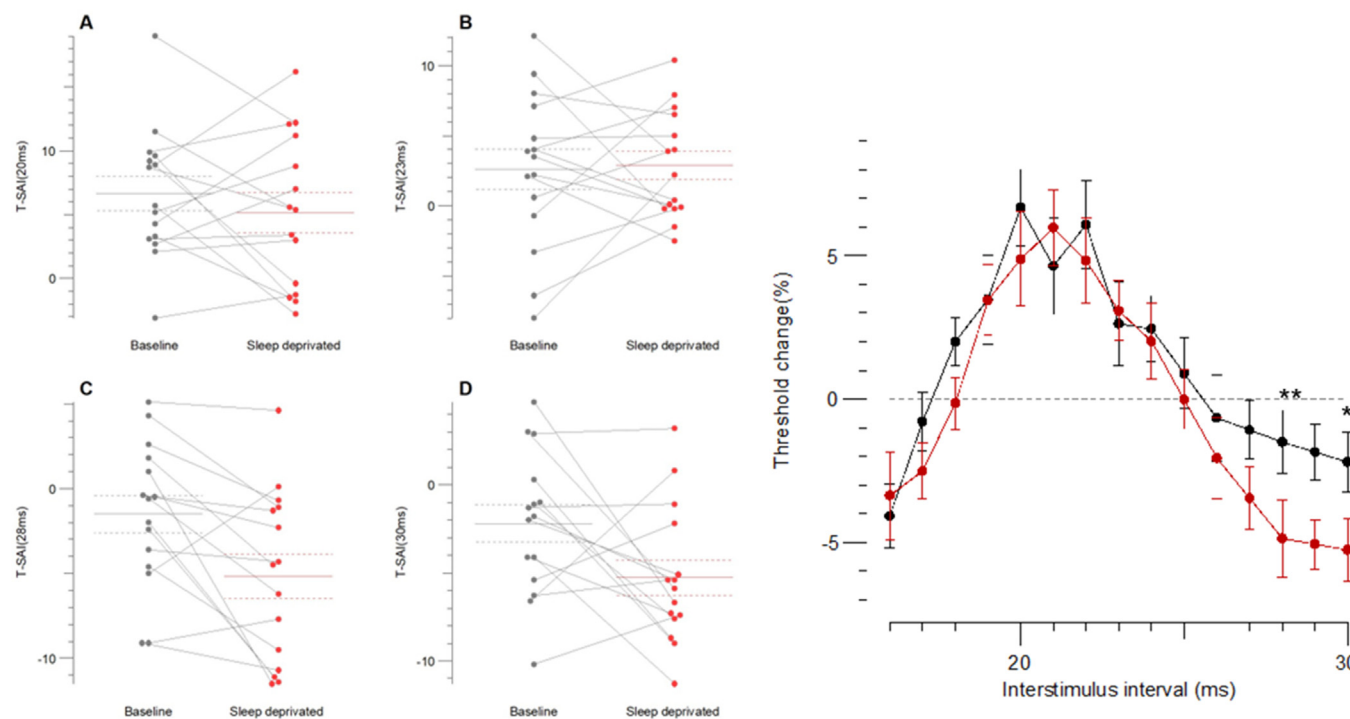 A
T-SAI(20ms)
10
0
Baseline
Sleep deprivated
B
T-SAI(23ms)
10
0
Baseline
Sleep deprivated
C
T-SAI(28ms)
0
-10
Baseline
Sleep deprivated
D
T-SAI(30ms)
0
-10
Baseline
Sleep deprivated
Threshold change(%)
5
0
-5
**
*
20
30
Interstimulus interval (ms)